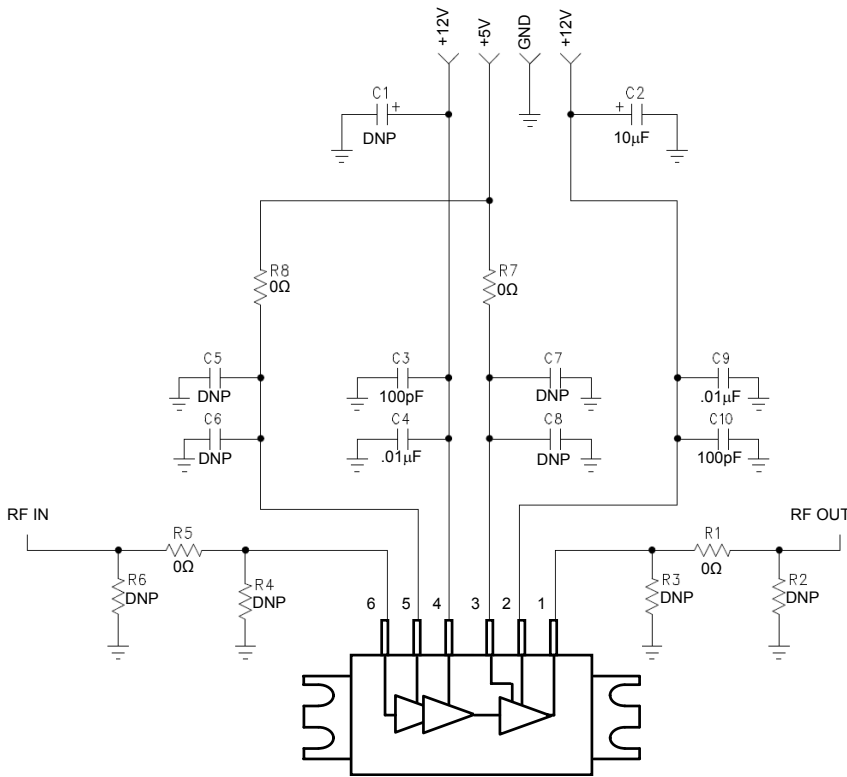 +12V
+5V
GND
+12V
C1
+
DNP
C2
+
10µF
R8
0Ω
R7
0Ω
C5
DNP
C3
100pF
C7
DNP
C9
.01µF
C6
DNP
C4
.01µF
C8
DNP
C10
100pF
RF IN
RF OUT
R5
0Ω
R1
0Ω
R6
DNP
R4
DNP
R3
DNP
R2
DNP
6
5
4
3
2
1